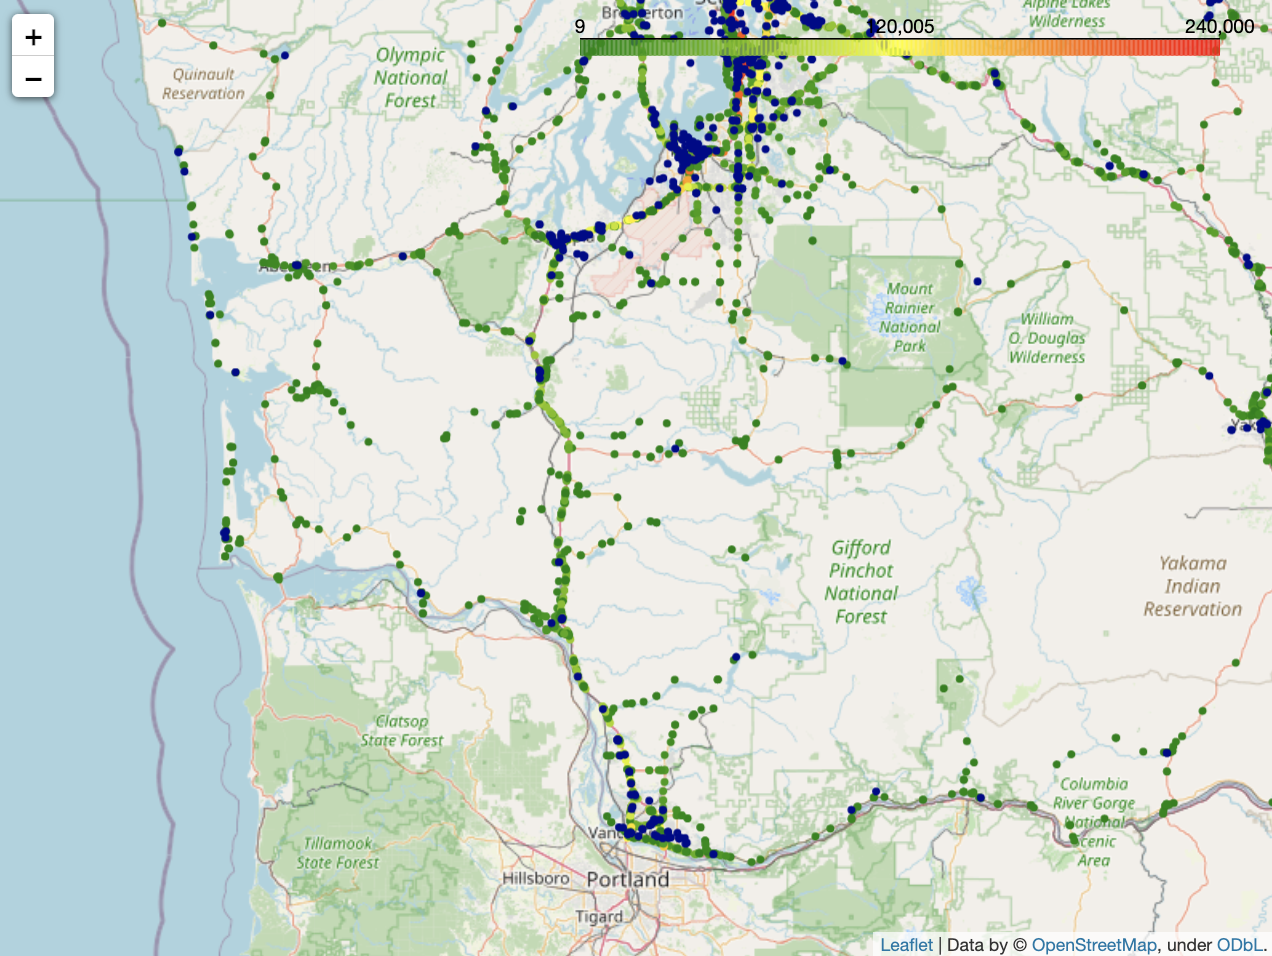 +
−
Alpine Lakes
Wilderness
9
120,005
240,000
Olympic
National
Forest
Quinault
Reservation
Mount
Rainier
National
Park
William
O. Douglas
Wilderness
Gifford
Pinchot
National
Forest
Yakama
Indian
Reservation
Clatsop
State Forest
Columbia
River Gorge
National
Scenic
Area
Tillamook
State Forest
Hillsboro
Portland
Tigard
Leaflet | Data by © OpenStreetMap, under ODbL.